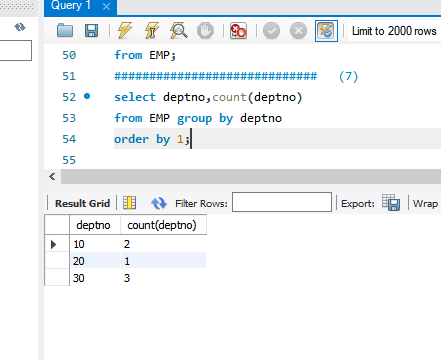 Query 1
Limit to 2000 rows
50 from EMP;
51 ############################ (7)
52 select deptno,count(deptno)
53 from EMP group by deptno
54 order by 1;
55
Result Grid Filter Rows: Export: Wrap
deptno count(deptno)
10 2
20 1
30 3